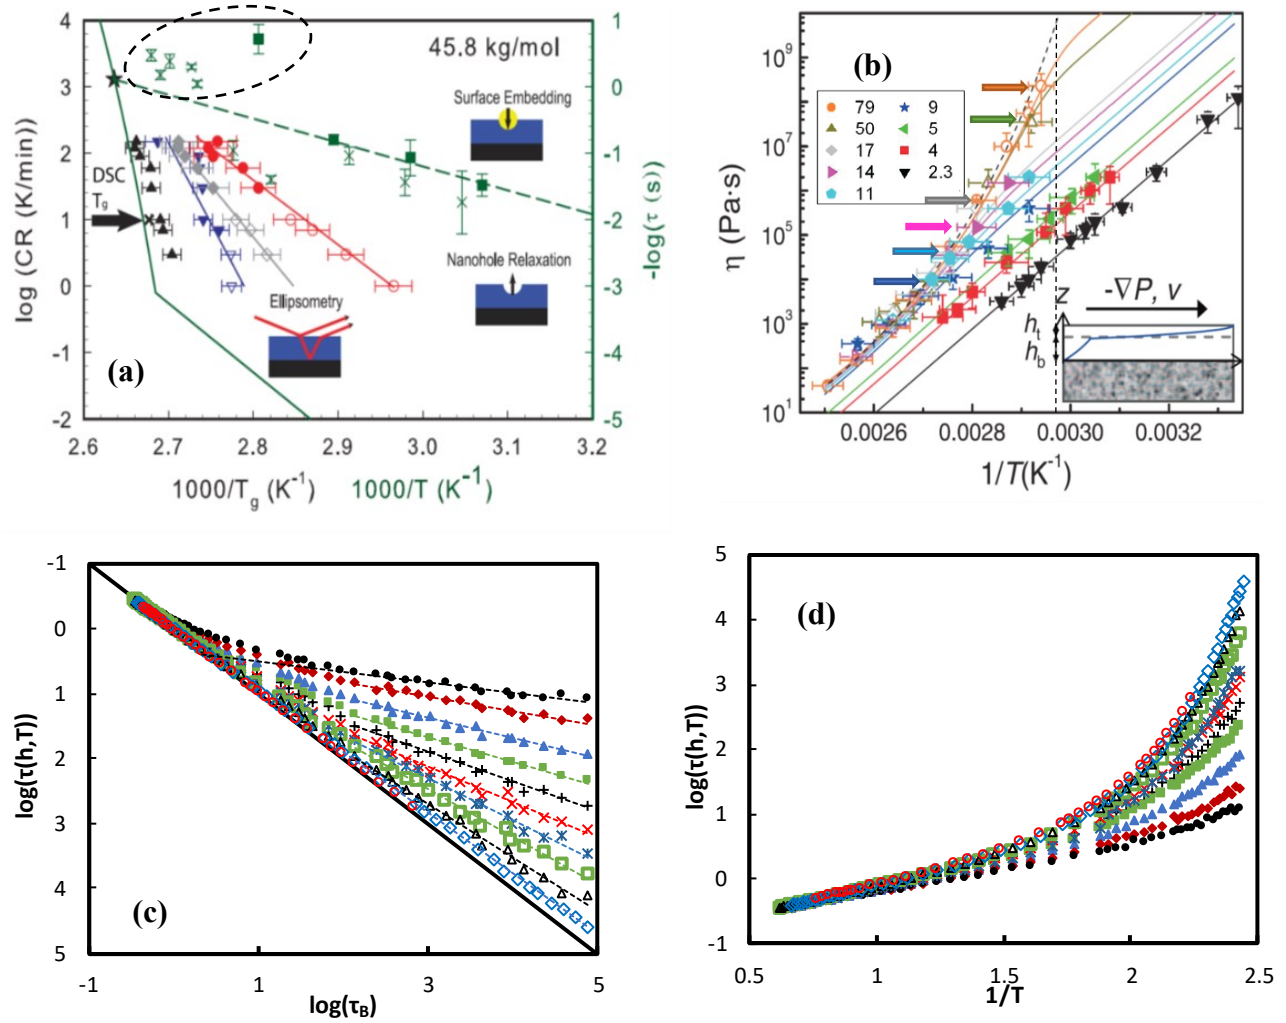 4
3
2
1
0
-1
-2
log (CR (K/min))
1
0
-1
-2
-3
-4
-5
-log(τ (s))
45.8 kg/mol
Surface Embedding
DSC
Tg
Nanohole Relaxation
Ellipsometry
(a)
2.6 2.7 2.8 2.9 3.0 3.1 3.2
1000/Tg (K⁻¹) 1000/T (K⁻¹)
(b)
10⁹
10⁷
10⁵
10³
10¹
η (Pa·s)
79 9
50 5
17 4
14 2.3
11
-∇P, v
z
ht
hb
0.0026 0.0028 0.0030 0.0032
1/T(K⁻¹)
-1
0
1
2
3
4
5
log(τ(h,T))
(c)
-1 1 3 5
log(τB)
5
4
3
2
1
0
-1
log(τ(h,T))
(d)
0.5 1 1.5 2 2.5
1/T